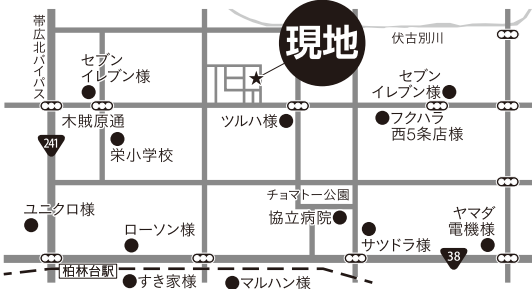 帯広北バイパス
現地
伏古別川
セブン
イレブン様
セブン
イレブン様
木賊原通
ツルハ様
フクハラ
西5条店様
241
栄小学校
チョマトー公園
ユニクロ様
協立病院
ヤマダ
電機様
ローソン様
サツドラ様
38
柏林台駅
すき家様
マルハン様